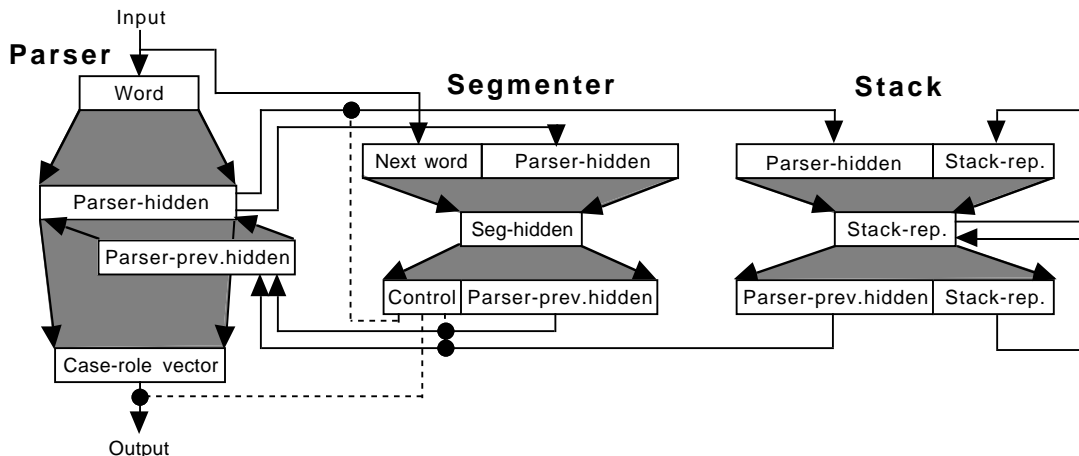 Input
Parser
Segmenter
Stack
Word
Next word
Parser-hidden
Parser-hidden
Stack-rep.
Parser-hidden
Seg-hidden
Stack-rep.
Parser-prev.hidden
Control
Parser-prev.hidden
Parser-prev.hidden
Stack-rep.
Case-role vector
Output